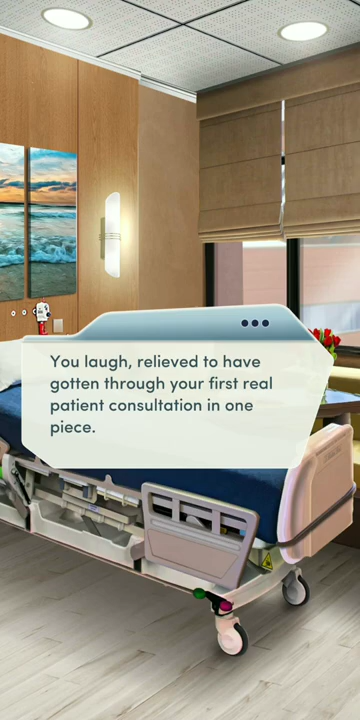 You laugh, relieved to have
gotten through your first real
patient consultation in one
piece.